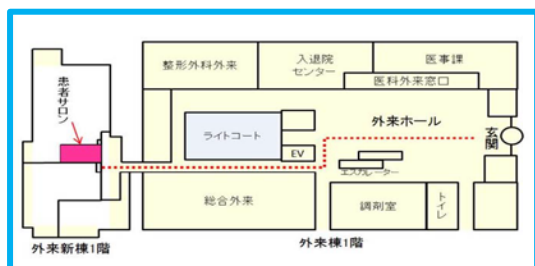 整形外科外来
入退院
センター
医事課
医科外来窓口
患者サロン
ライトコート
外来ホール
玄関
EV
エスカレーター
総合外来
調剤室
トイレ
外来新棟1階
外来棟1階